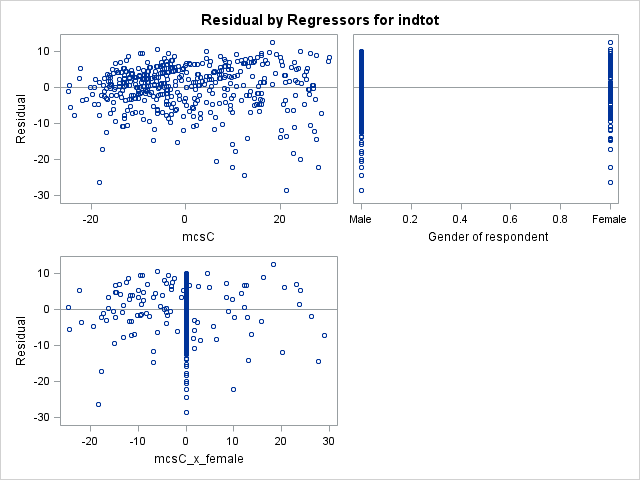 Residual by Regressors for indtot
Residual
10
0
-10
-20
-30
-20
0
20
mcsC
Male
0.2
0.4
0.6
0.8
Female
Gender of respondent
Residual
10
0
-10
-20
-30
-20
-10
0
10
20
30
mcsC_x_female